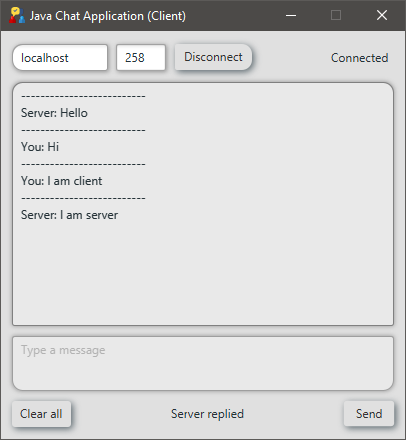 Java Chat Application (Client)
localhost 258 Disconnect Connected
--------------------------
Server: Hello
--------------------------
You: Hi
--------------------------
You: I am client
--------------------------
Server: I am server
Type a message
Clear all Server replied Send